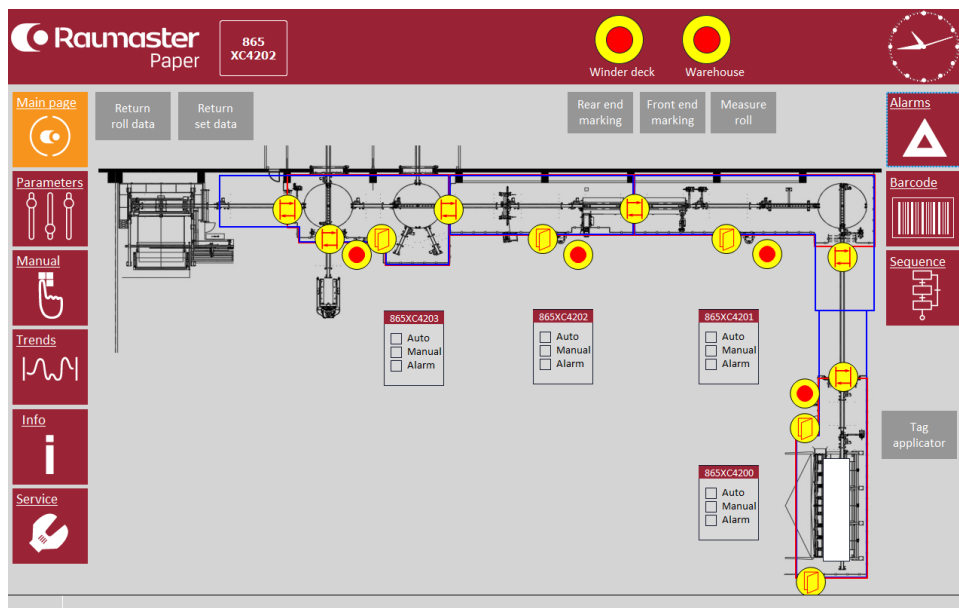 Raumaster
Paper
865
XC4202
Winder deck
Warehouse
Main page
Return
roll data
Return
set data
Rear end
marking
Front end
marking
Measure
roll
Alarms
Parameters
Barcode
Manual
Sequence
Trends
865XC4203
Auto
Manual
Alarm
865XC4202
Auto
Manual
Alarm
865XC4201
Auto
Manual
Alarm
Info
Tag
applicator
Service
865XC4200
Auto
Manual
Alarm